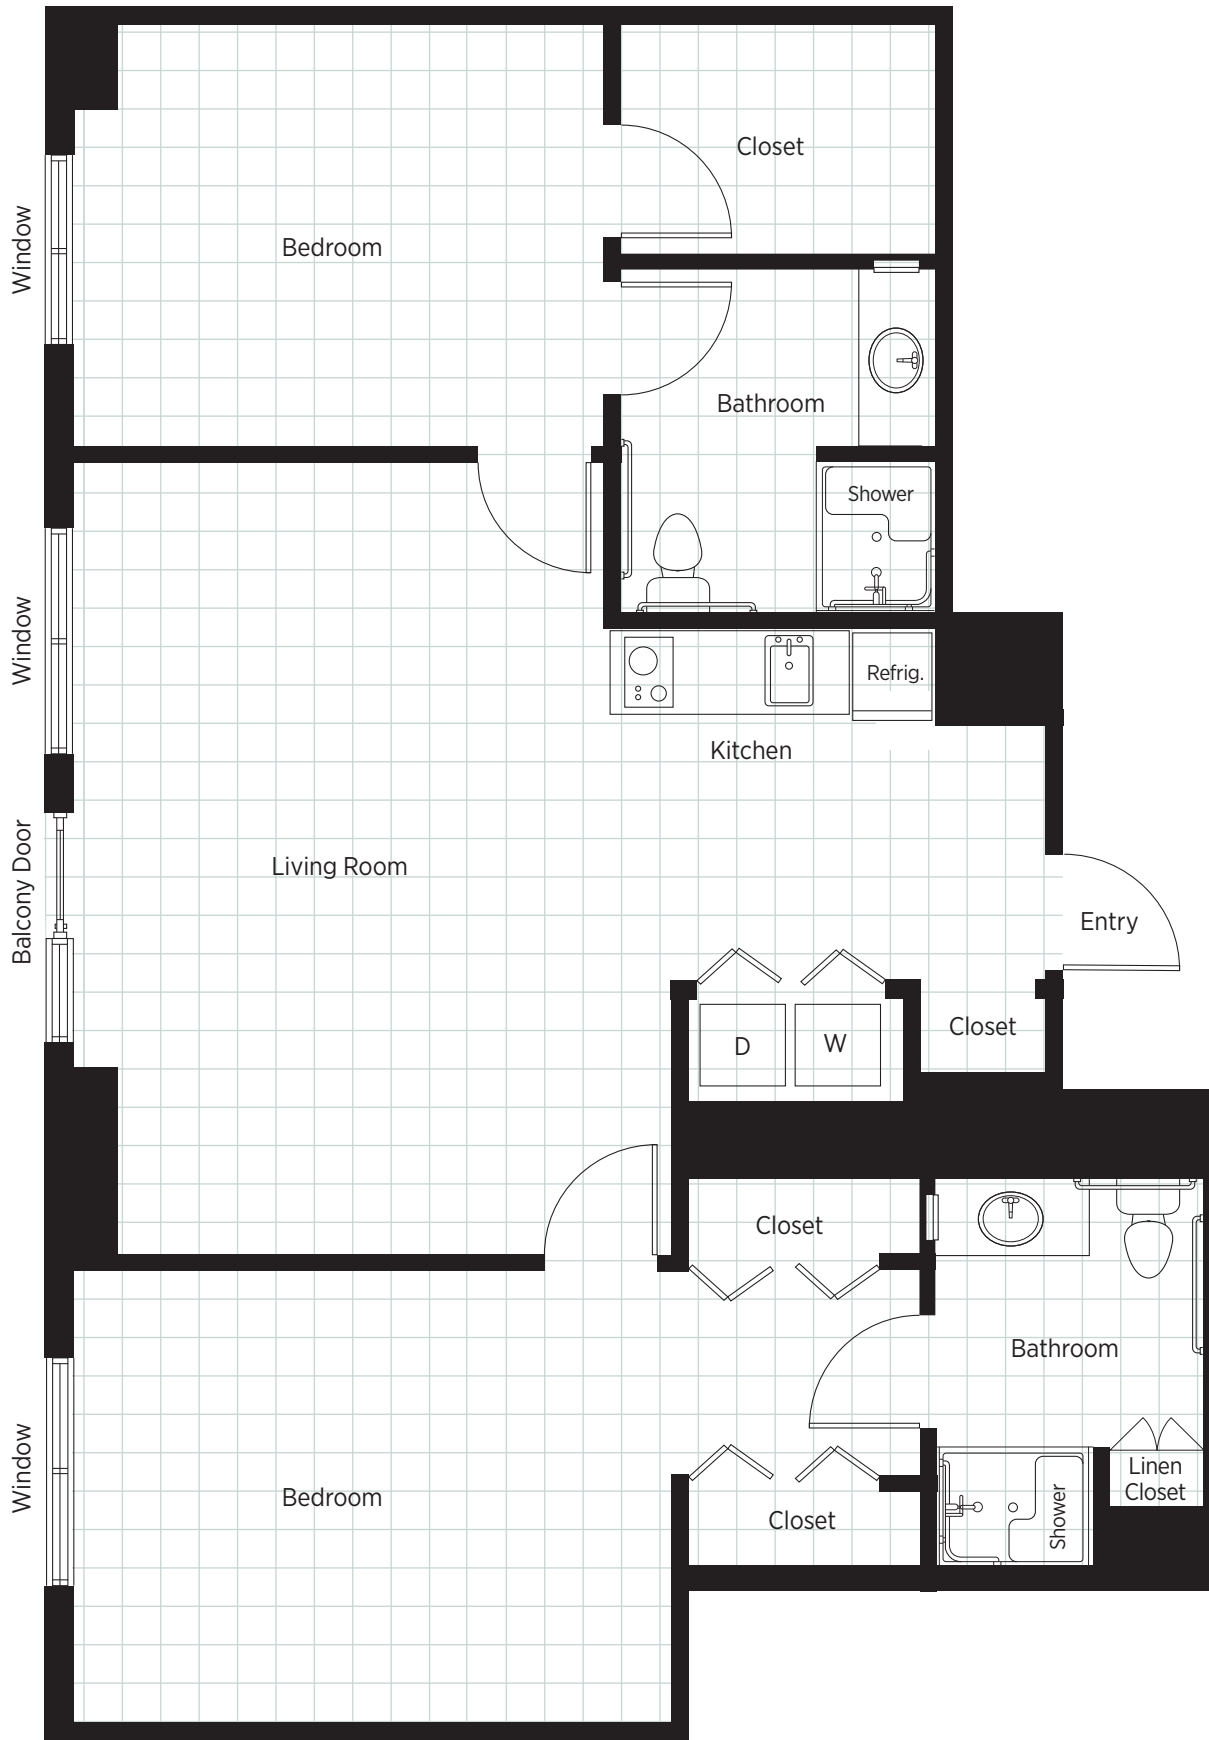 Closet
Window
Bedroom
Bathroom
Shower
Window
Refrig.
Kitchen
Balcony Door
Living Room
Entry
Closet
D
W
Closet
Bathroom
Window
Bedroom
Linen
Closet
Shower
Closet